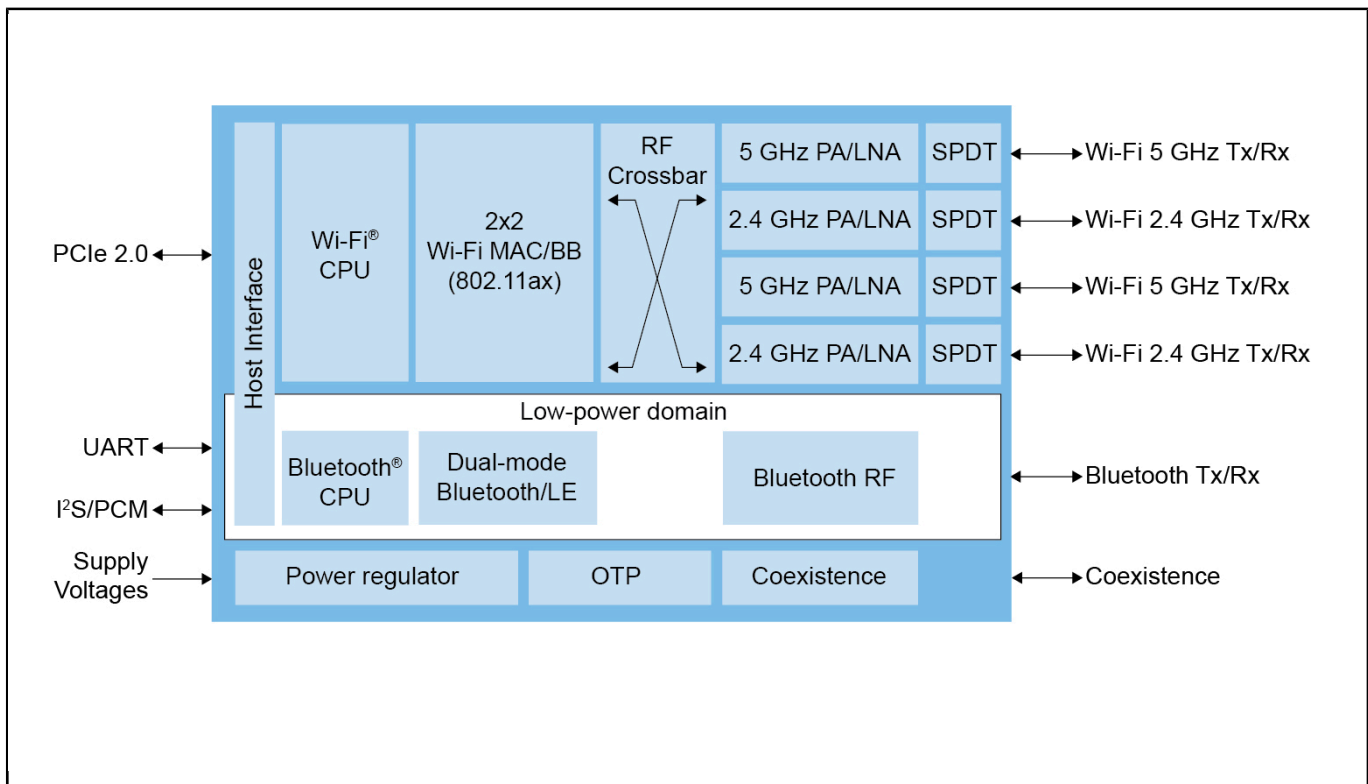 PCIe 2.0
UART
I²S/PCM
Supply
Voltages
Host Interface
Wi-Fi®
CPU
2x2
Wi-Fi MAC/BB
(802.11ax)
RF
Crossbar
5 GHz PA/LNA
SPDT
Wi-Fi 5 GHz Tx/Rx
2.4 GHz PA/LNA
SPDT
Wi-Fi 2.4 GHz Tx/Rx
5 GHz PA/LNA
SPDT
Wi-Fi 5 GHz Tx/Rx
2.4 GHz PA/LNA
SPDT
Wi-Fi 2.4 GHz Tx/Rx
Low-power domain
Bluetooth®
CPU
Dual-mode
Bluetooth/LE
Bluetooth RF
Bluetooth Tx/Rx
Power regulator
OTP
Coexistence
Coexistence